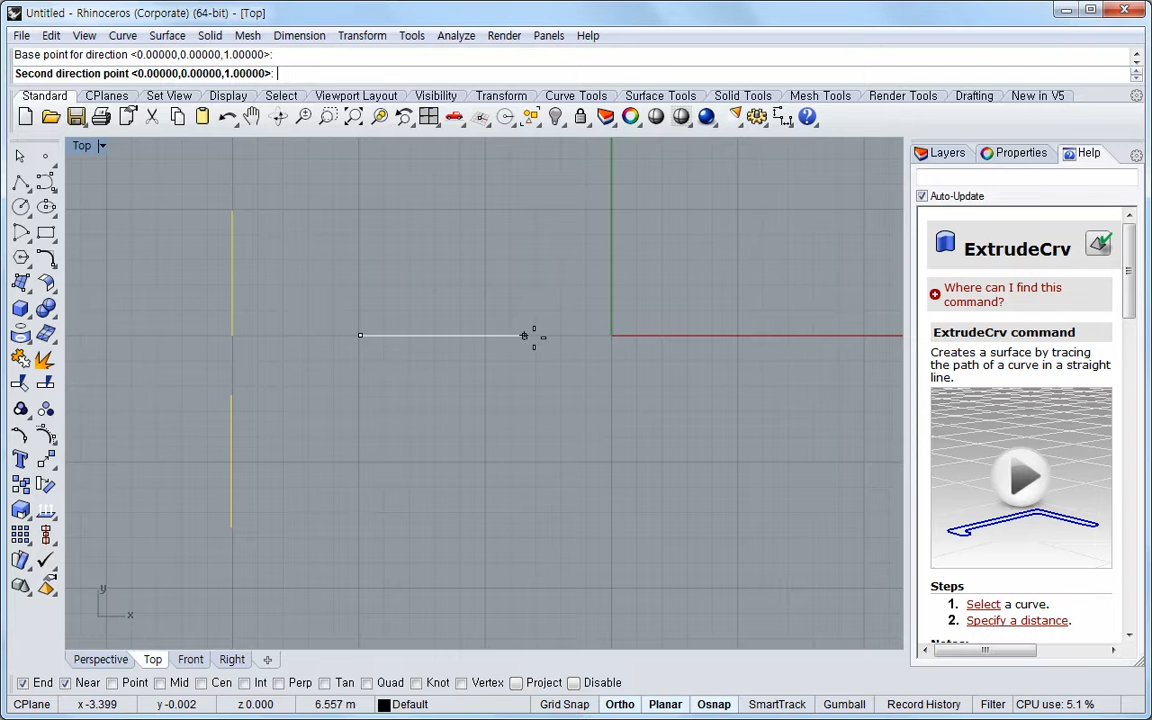 Untitled - Rhinoceros (Corporate) (64-bit) - [Top]
File Edit View Curve Surface Solid Mesh Dimension Transform Tools Analyze Render Panels Help
Base point for direction <0.00000,0.00000,1.00000>:
Second direction point <0.00000,0.00000,1.00000>:
Standard CPlanes Set View Display Select Viewport Layout Visibility Transform Curve Tools Surface Tools Solid Tools Mesh Tools Render Tools Drafting New in V5
Top
Layers Properties Help
Auto-Update
ExtrudeCrv
Where can I find this
command?
ExtrudeCrv command
Creates a surface by tracing
the path of a curve in a straight
line.
Steps
1. Select a curve.
2. Specify a distance.
y
x
Perspective Top Front Right
End Near Point Mid Cen Int Perp Tan Quad Knot Vertex Project Disable
CPlane x -3.399 y -0.002 z 0.000 6.557 m Default Grid Snap Ortho Planar Osnap SmartTrack Gumball Record History Filter CPU use: 5.1 %